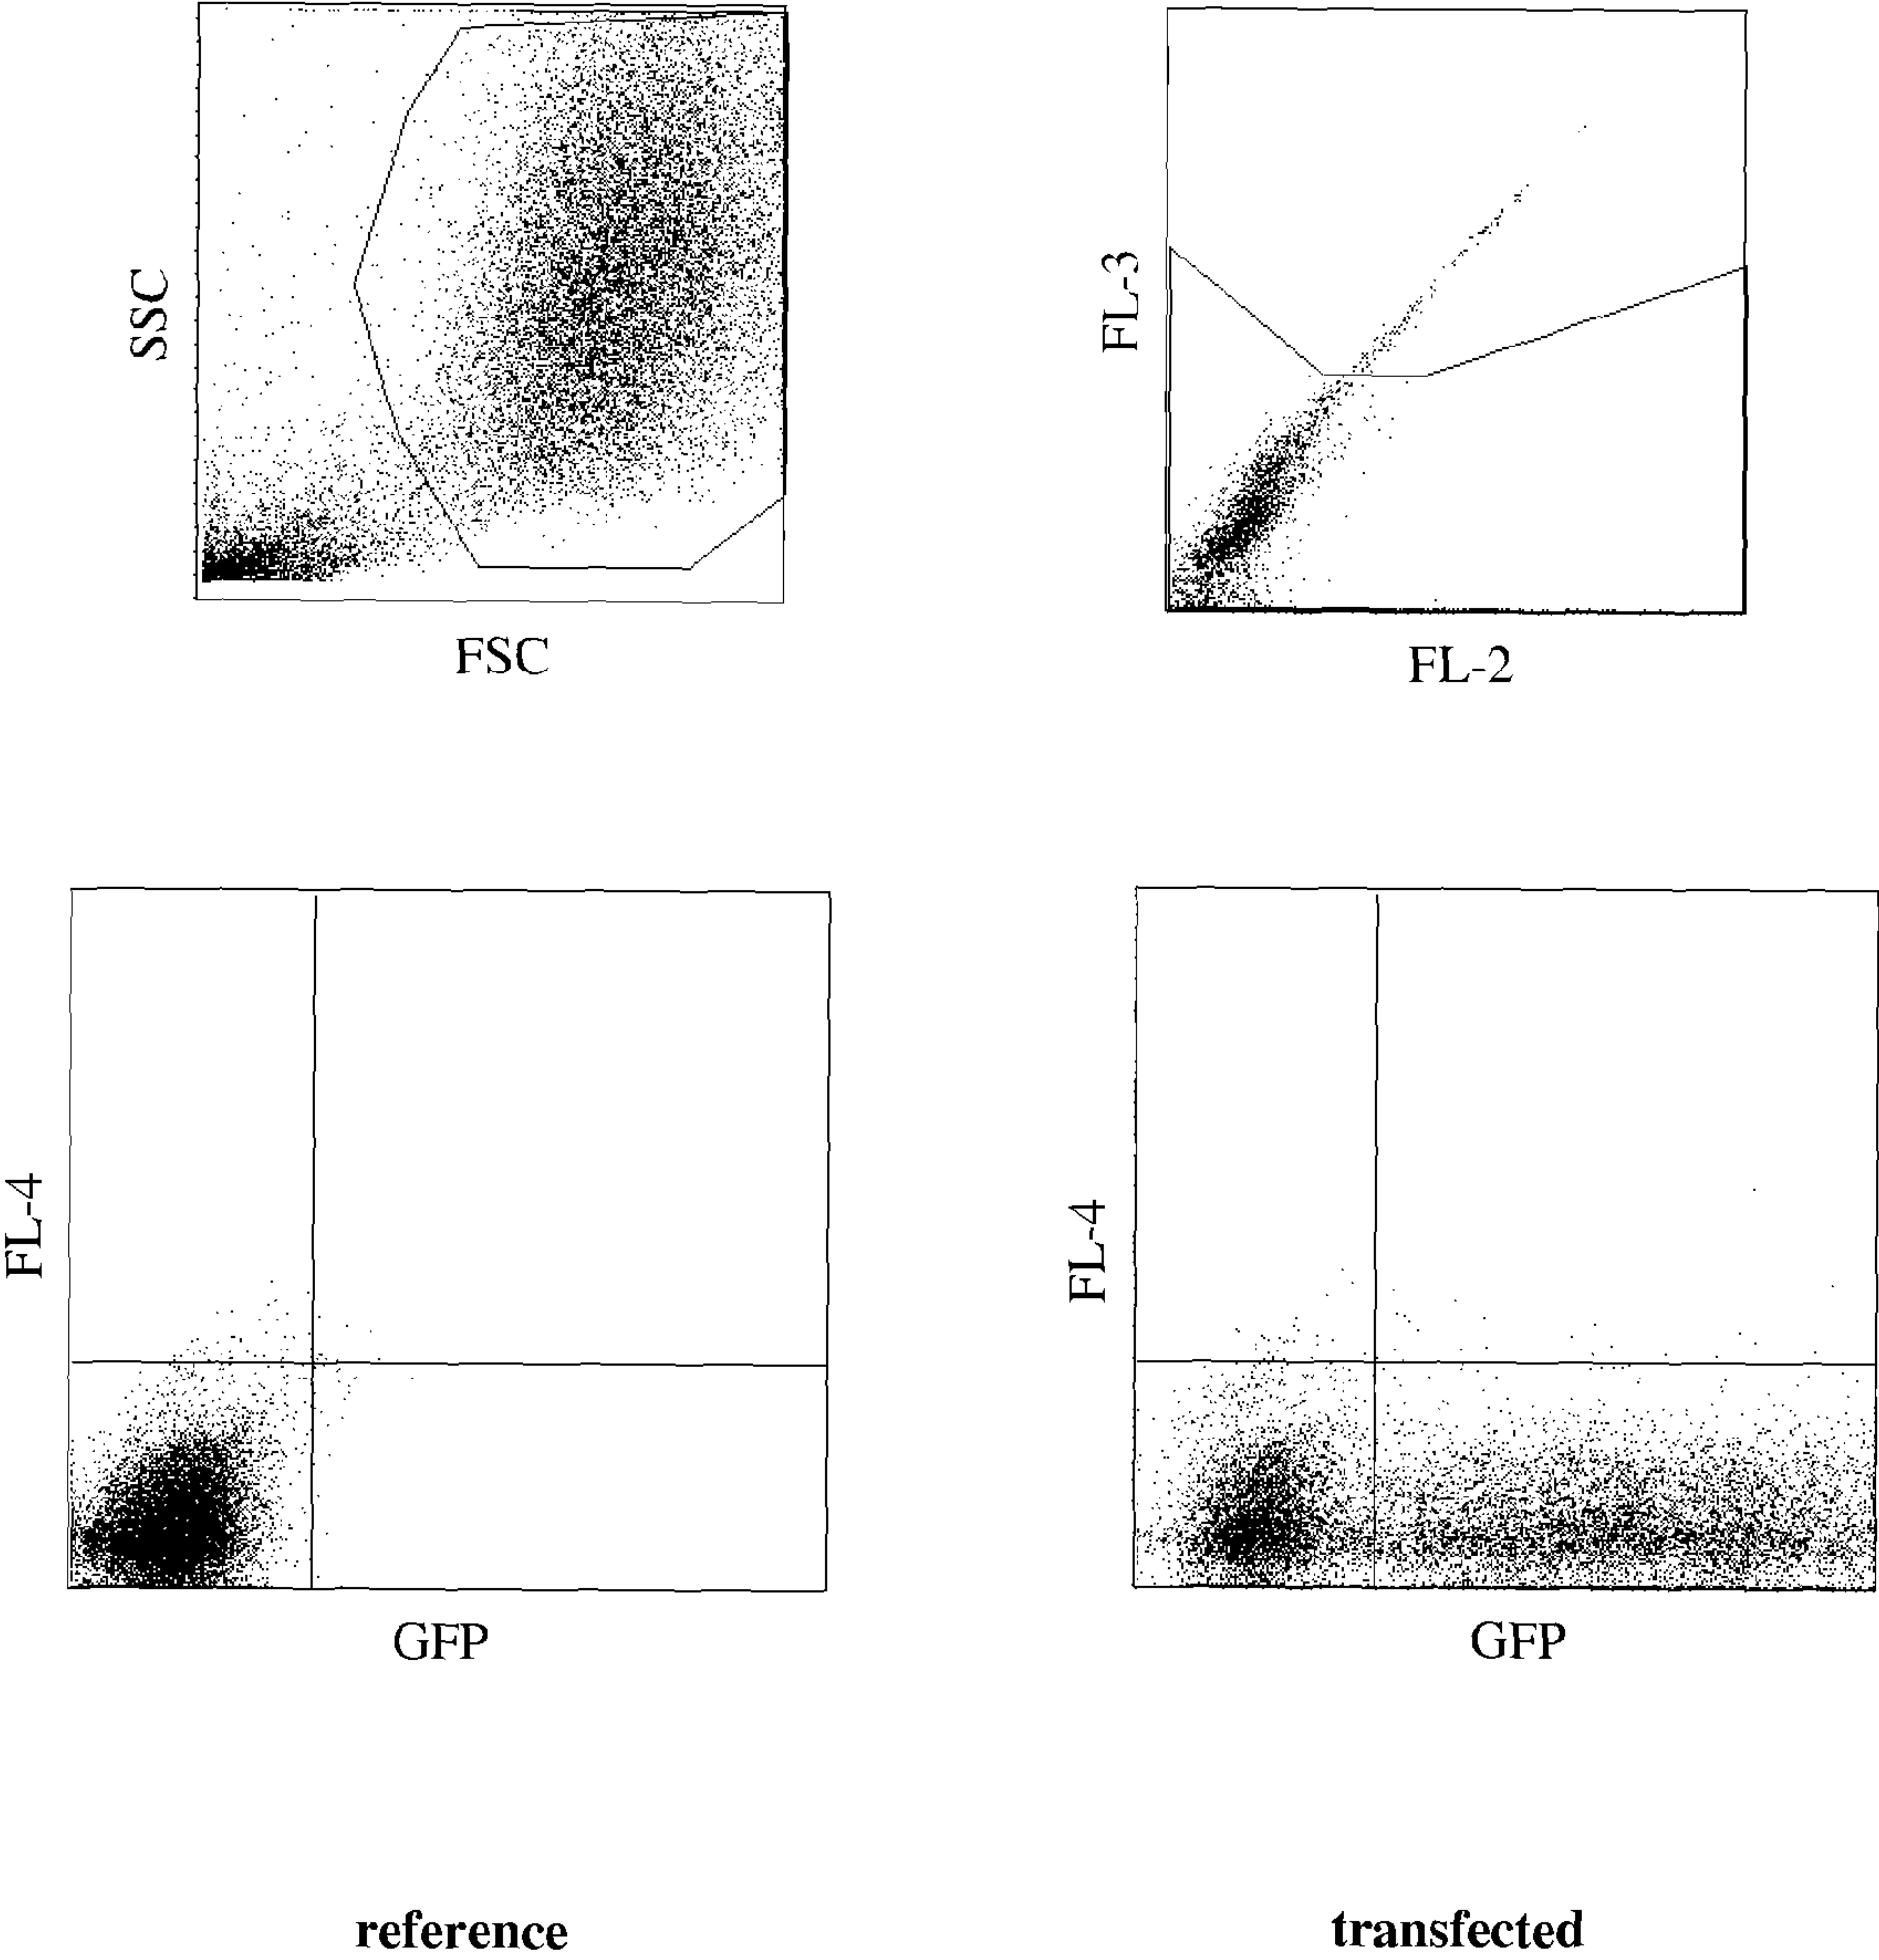 SSC
FSC
FL-3
FL-2
FL-4
GFP
FL-4
GFP
reference
transfected